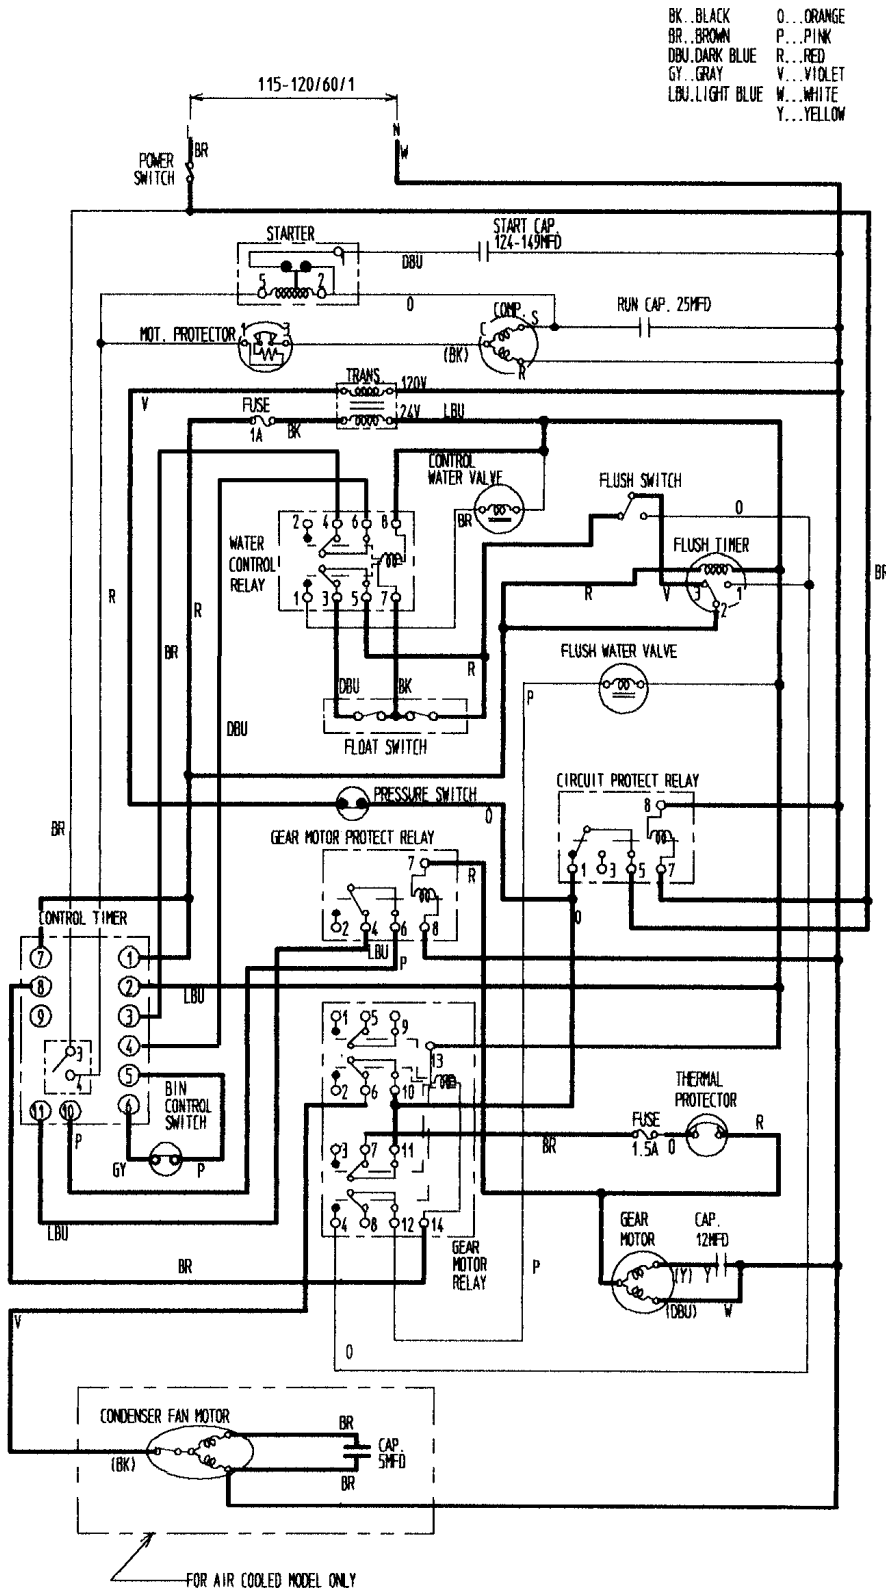 BK..BLACK O...ORANGE
BR..BROWN P...PINK
DBU.DARK BLUE R...RED
GY..GRAY V...VIOLET
LBU.LIGHT BLUE W...WHITE
Y...YELLOW
115-120/60/1
L N
BR W
POWER
SWITCH
STARTER
START CAP.
124-149MFD
DBU
5 2
O
COMP. S
RUN CAP. 25MFD
MOT. PROTECTOR
1 3
C
(BK)
R
TRANS.
120V
V
FUSE
1A
BK
24V
LBU
CONTROL
WATER VALVE
FLUSH SWITCH
BR
O
2 4 6 8
WATER
CONTROL
RELAY
FLUSH TIMER
BR
R
R
R
V
3 1
2
1 3 5 7
BR
R
FLUSH WATER VALVE
DBU
BK
P
DBU
FLOAT SWITCH
CIRCUIT PROTECT RELAY
PRESSURE SWITCH
O
8
BR
GEAR MOTOR PROTECT RELAY
7
R
1 3 5 7
O
CONTROL TIMER
2 4 6 8
LBU
P
7 1
8 2
LBU
9 3
1 5 9
3
4
4
13
5
BIN
CONTROL
SWITCH
2 6 10
THERMAL
PROTECTOR
11 10 6
P
FUSE
1.5A
O
R
BR
GY
P
3 7 11
LBU
4 8 12 14
GEAR
MOTOR
RELAY
GEAR
MOTOR
CAP.
12MFD
BR
P
(Y) Y
(DBU)
W
V
O
CONDENSER FAN MOTOR
BR
(BK)
CAP.
5MFD
BR
FOR AIR COOLED MODEL ONLY